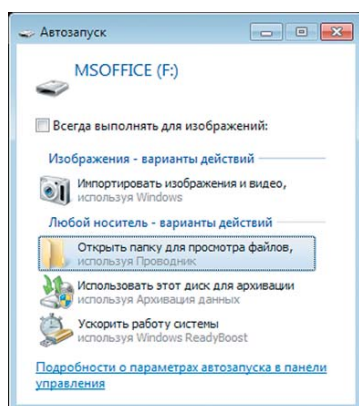 Автозапуск
MSOFFICE (F:)
Всегда выполнять для изображений:
Изображения - варианты действий
Импортировать изображения и видео,
используя Windows
Любой носитель - варианты действий
Открыть папку для просмотра файлов,
используя Проводник
Использовать этот диск для архивации
используя Архивация данных
Ускорить работу системы
используя Windows ReadyBoost
Подробности о параметрах автозапуска в панели
управления